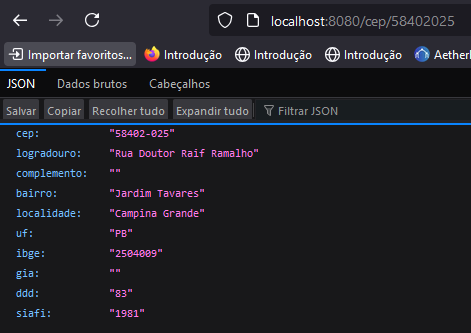 localhost:8080/cep/58402025
Importar favoritos... Introdução Introdução Introdução Aether
JSON Dados brutos Cabeçalhos
Salvar Copiar Recolher tudo Expandir tudo Filtrar JSON
cep: "58402-025"
logradouro: "Rua Doutor Raif Ramalho"
complemento: ""
bairro: "Jardim Tavares"
localidade: "Campina Grande"
uf: "PB"
ibge: "2504009"
gia: ""
ddd: "83"
siafi: "1981"